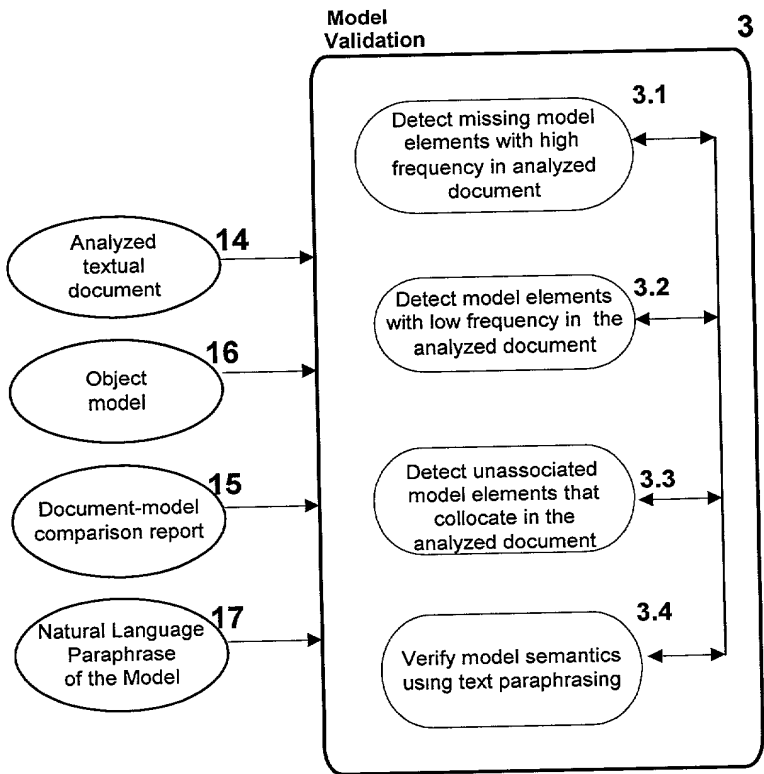 Model
Validation
3
3.1
Detect missing model
elements with high
frequency in analyzed
document
14
Analyzed
textual
document
3.2
Detect model elements
with low frequency in the
analyzed document
16
Object
model
3.3
Detect unassociated
model elements that
collocate in the
analyzed document
15
Document-model
comparison report
17
Natural Language
Paraphrase
of the Model
3.4
Verify model semantics
using text paraphrasing